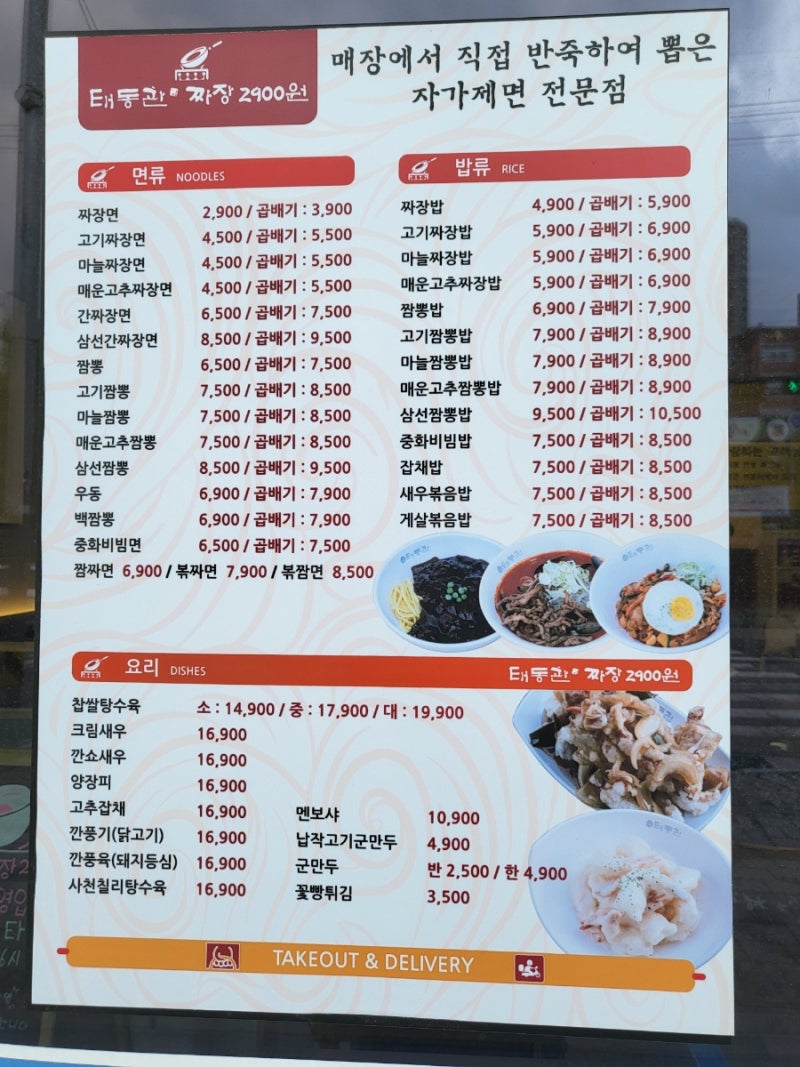 태동관 짜장 2900원
매장에서 직접 반죽하여 뽑은
자가제면 전문점
면류 NOODLES
짜장면 2,900 / 곱배기 : 3,900
고기짜장면 4,500 / 곱배기 : 5,500
마늘짜장면 4,500 / 곱배기 : 5,500
매운고추짜장면 4,500 / 곱배기 : 5,500
간짜장면 6,500 / 곱배기 : 7,500
삼선간짜장면 8,500 / 곱배기 : 9,500
짬뽕 6,500 / 곱배기 : 7,500
고기짬뽕 7,500 / 곱배기 : 8,500
마늘짬뽕 7,500 / 곱배기 : 8,500
매운고추짬뽕 7,500 / 곱배기 : 8,500
삼선짬뽕 8,500 / 곱배기 : 9,500
우동 6,900 / 곱배기 : 7,900
백짬뽕 6,900 / 곱배기 : 7,900
중화비빔면 6,500 / 곱배기 : 7,500
짬짜면 6,900 / 볶짜면 7,900 / 볶짬면 8,500
밥류 RICE
짜장밥 4,900 / 곱배기 : 5,900
고기짜장밥 5,900 / 곱배기 : 6,900
마늘짜장밥 5,900 / 곱배기 : 6,900
매운고추짜장밥 5,900 / 곱배기 : 6,900
짬뽕밥 6,900 / 곱배기 : 7,900
고기짬뽕밥 7,900 / 곱배기 : 8,900
마늘짬뽕밥 7,900 / 곱배기 : 8,900
매운고추짬뽕밥 7,900 / 곱배기 : 8,900
삼선짬뽕밥 9,500 / 곱배기 : 10,500
중화비빔밥 7,500 / 곱배기 : 8,500
잡채밥 7,500 / 곱배기 : 8,500
새우볶음밥 7,500 / 곱배기 : 8,500
게살볶음밥 7,500 / 곱배기 : 8,500
요리 DISHES
태동관 짜장 2900원
찹쌀탕수육 소 : 14,900 / 중 : 17,900 / 대 : 19,900
크림새우 16,900
깐쇼새우 16,900
양장피 16,900
고추잡채 16,900
깐풍기(닭고기) 16,900
깐풍육(돼지등심) 16,900
사천칠리탕수육 16,900
멘보샤 10,900
납작고기군만두 4,900
군만두 반 2,500 / 한 4,900
꽃빵튀김 3,500
TAKEOUT & DELIVERY